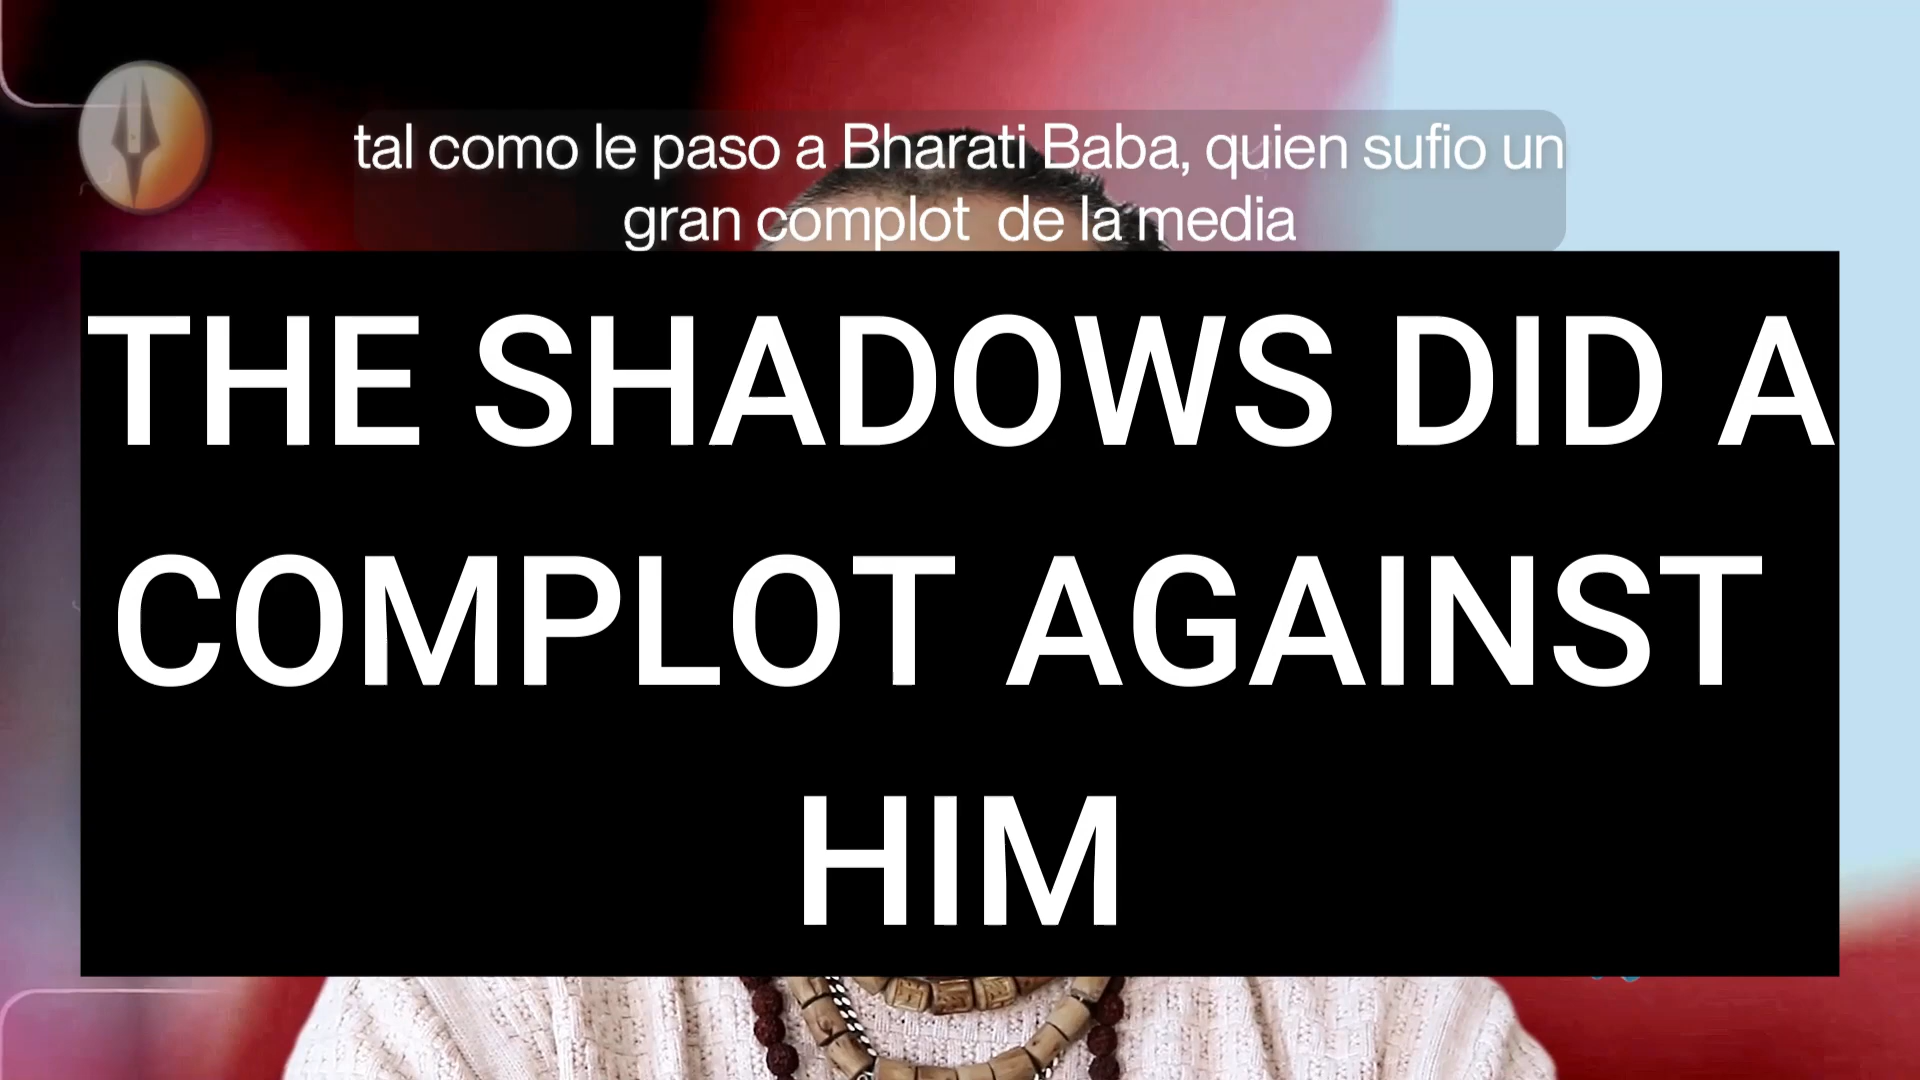 tal como le paso a Bharati Baba, quien sufio un
gran complot  de la media
THE SHADOWS DID A
COMPLOT AGAINST
HIM